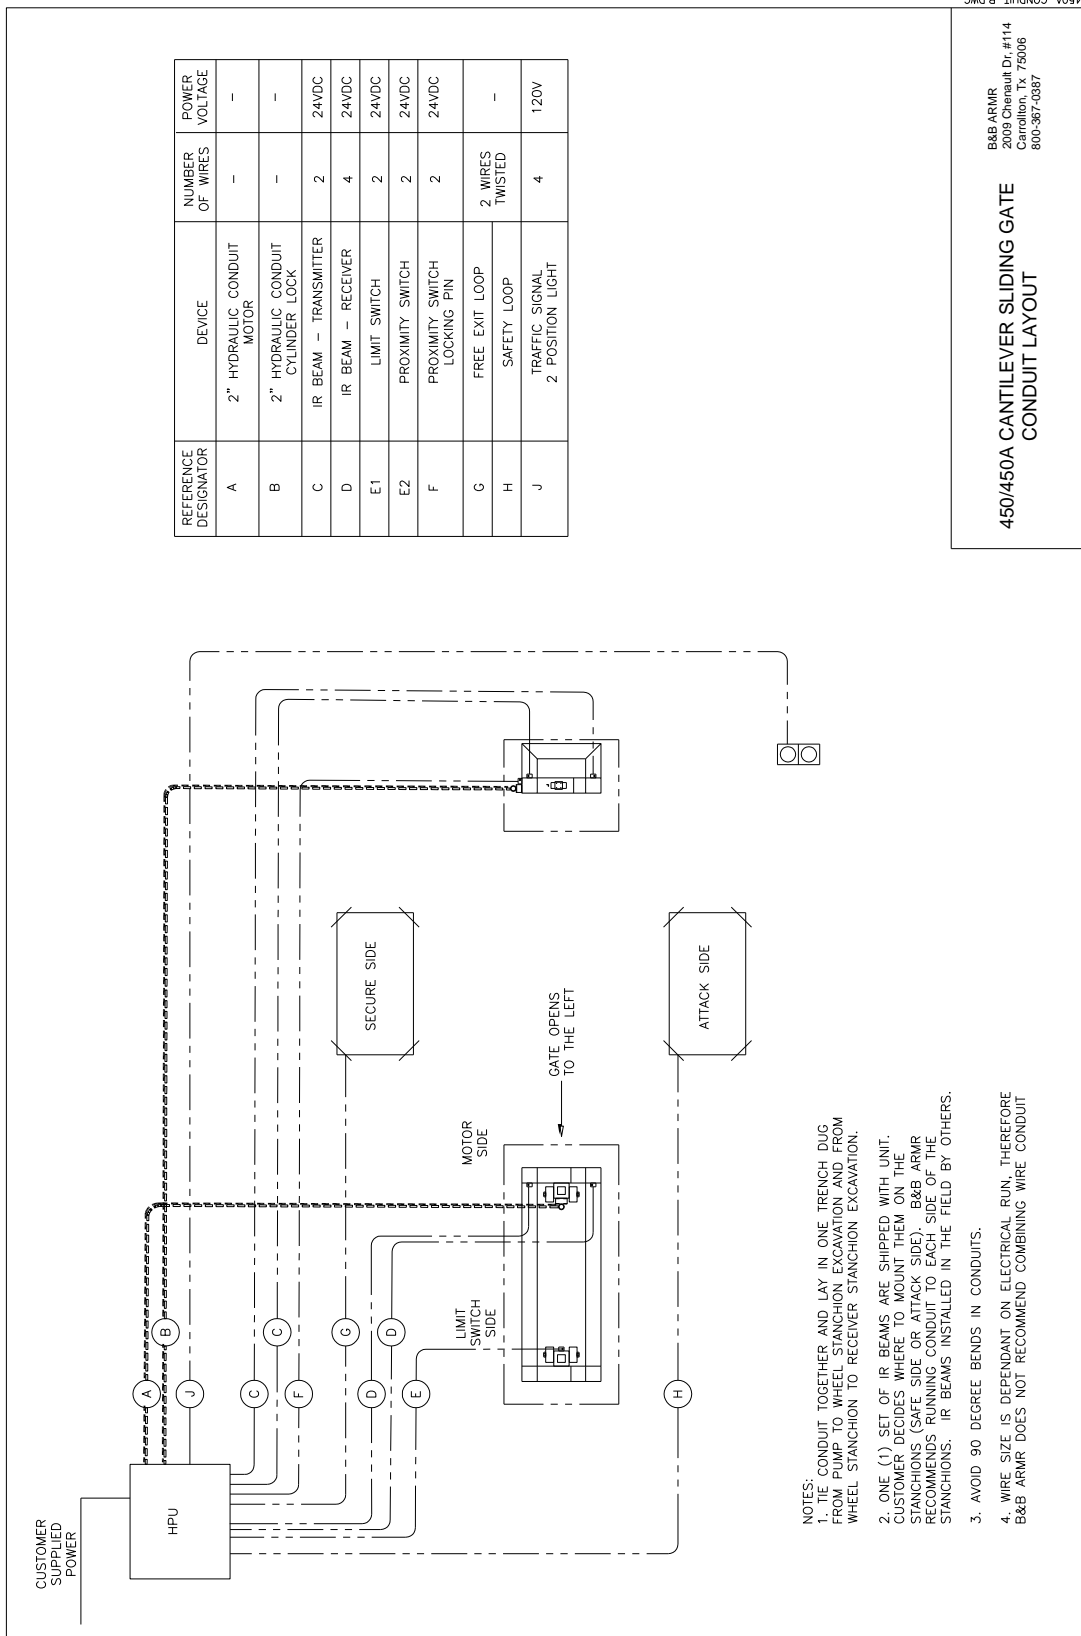 CUSTOMER
SUPPLIED
POWER
HPU
A
B
J
C
C
F
G
D
D
E
H
LIMIT
SWITCH
SIDE
MOTOR
SIDE
GATE OPENS
TO THE LEFT
SECURE SIDE
ATTACK SIDE
REFERENCE
DESIGNATOR
DEVICE
NUMBER
OF WIRES
POWER
VOLTAGE
A
2" HYDRAULIC CONDUIT
MOTOR
–
–
B
2" HYDRAULIC CONDUIT
CYLINDER LOCK
–
–
C
IR BEAM – TRANSMITTER
2
24VDC
D
IR BEAM – RECEIVER
4
24VDC
E1
LIMIT SWITCH
2
24VDC
E2
PROXIMITY SWITCH
2
24VDC
F
PROXIMITY SWITCH
LOCKING PIN
2
24VDC
G
FREE EXIT LOOP
H
SAFETY LOOP
2 WIRES
TWISTED
–
J
TRAFFIC SIGNAL
2 POSITION LIGHT
4
120V
NOTES:
1. TIE CONDUIT TOGETHER AND LAY IN ONE TRENCH DUG
FROM PUMP TO WHEEL STANCHION EXCAVATION AND FROM
WHEEL STANCHION TO RECEIVER STANCHION EXCAVATION.
2. ONE (1) SET OF IR BEAMS ARE SHIPPED WITH UNIT.
CUSTOMER DECIDES WHERE TO MOUNT THEM ON THE
STANCHIONS (SAFE SIDE OR ATTACK SIDE). B&B ARMR
RECOMMENDS RUNNING CONDUIT TO EACH SIDE OF THE
STANCHIONS. IR BEAMS INSTALLED IN THE FIELD BY OTHERS.
3. AVOID 90 DEGREE BENDS IN CONDUITS.
4. WIRE SIZE IS DEPENDANT ON ELECTRICAL RUN, THEREFORE
B&B ARMR DOES NOT RECOMMEND COMBINING WIRE CONDUIT
450/450A CANTILEVER SLIDING GATE
CONDUIT LAYOUT
B&B ARMR
2009 Chenault Dr, #114
Carrollton, Tx 75006
800-367-0387